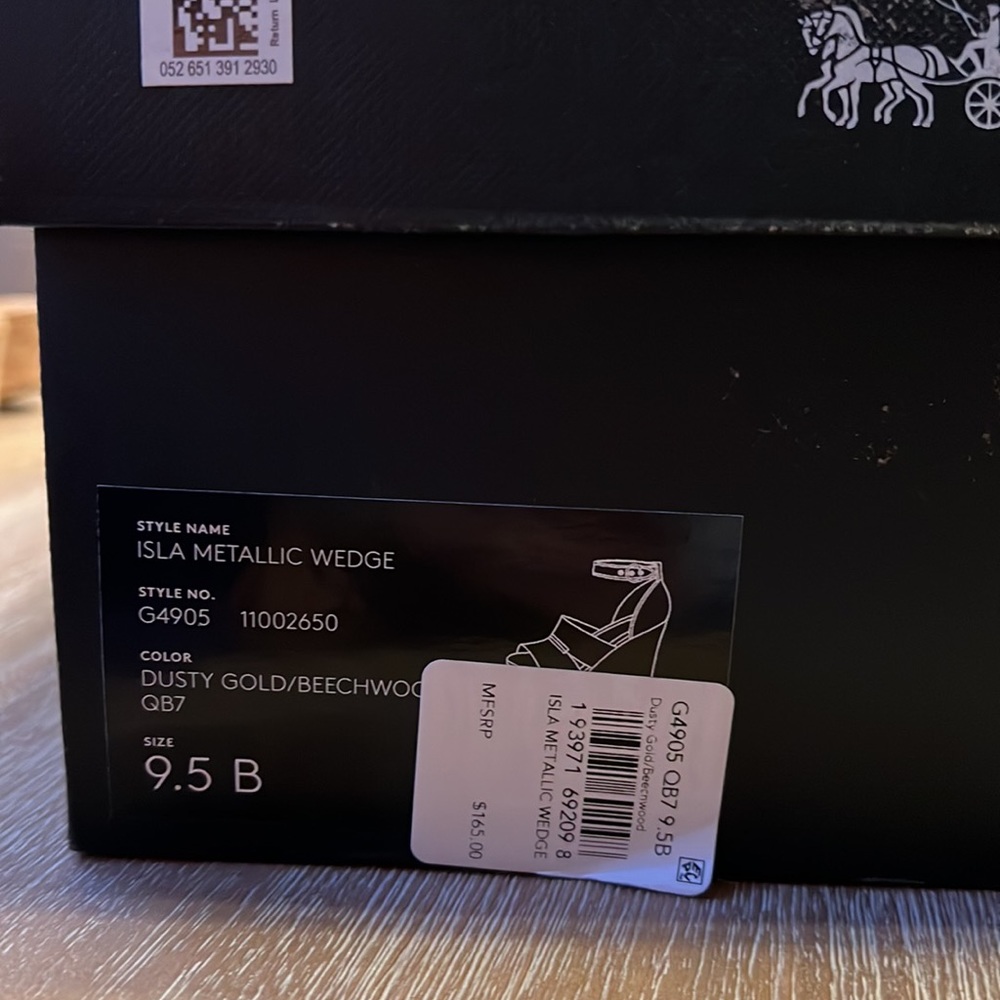 Return
052 651 391 2930
STYLE NAME
ISLA METALLIC WEDGE
STYLE NO.
G4905 11002650
COLOR
DUSTY GOLD/BEECHWOO
QB7
SIZE
9.5 B
G4905 QB7 9.5B
Dusty Gold/Beechwood
1 93971 69209 8
ISLA METALLIC WEDGE
MFSRP $165.00